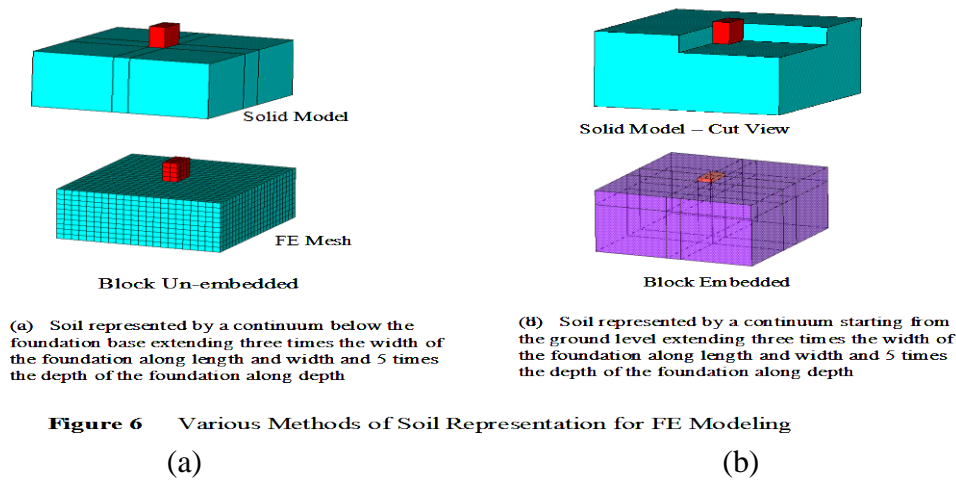 Solid Model
FE Mesh
Block Un-embedded
(a) Soil represented by a continuum below the
foundation base extending three times the width of
the foundation along length and width and 5 times
the depth of the foundation along depth
Solid Model – Cut View
Block Embedded
(d) Soil represented by a continuum starting from
the ground level extending three times the width of
the foundation along length and width and 5 times
the depth of the foundation along depth
Figure 6 Various Methods of Soil Representation for FE Modeling
(a) (b)